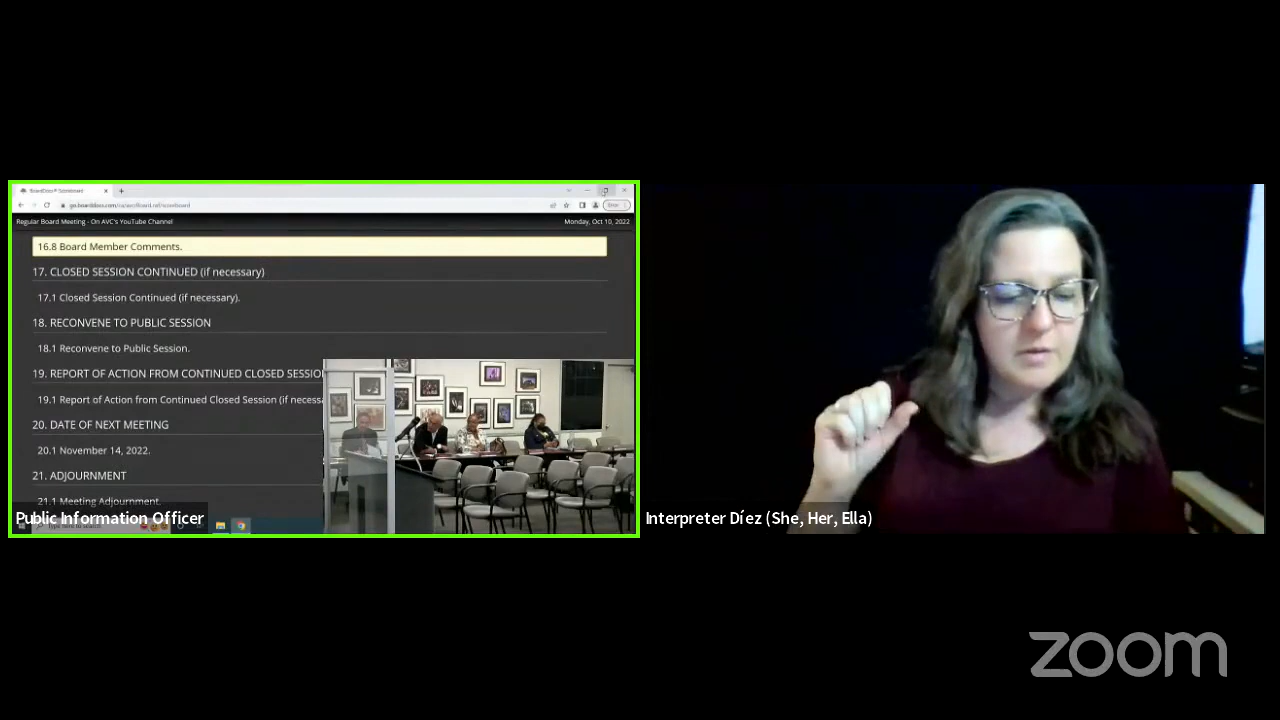 BoardDocs® Scoreboard
Regular Board Meeting - On AVC's YouTube Channel
Monday, Oct 10, 2022
16.8 Board Member Comments.
17. CLOSED SESSION CONTINUED (if necessary)
17.1 Closed Session Continued (if necessary).
18. RECONVENE TO PUBLIC SESSION
18.1 Reconvene to Public Session.
19. REPORT OF ACTION FROM CONTINUED CLOSED SESSIO
19.1 Report of Action from Continued Closed Session (if necess
20. DATE OF NEXT MEETING
20.1 November 14, 2022.
21. ADJOURNMENT
21.1 Meeting Adjournment.
Public Information Officer
Interpreter Díez (She, Her, Ella)
zoom